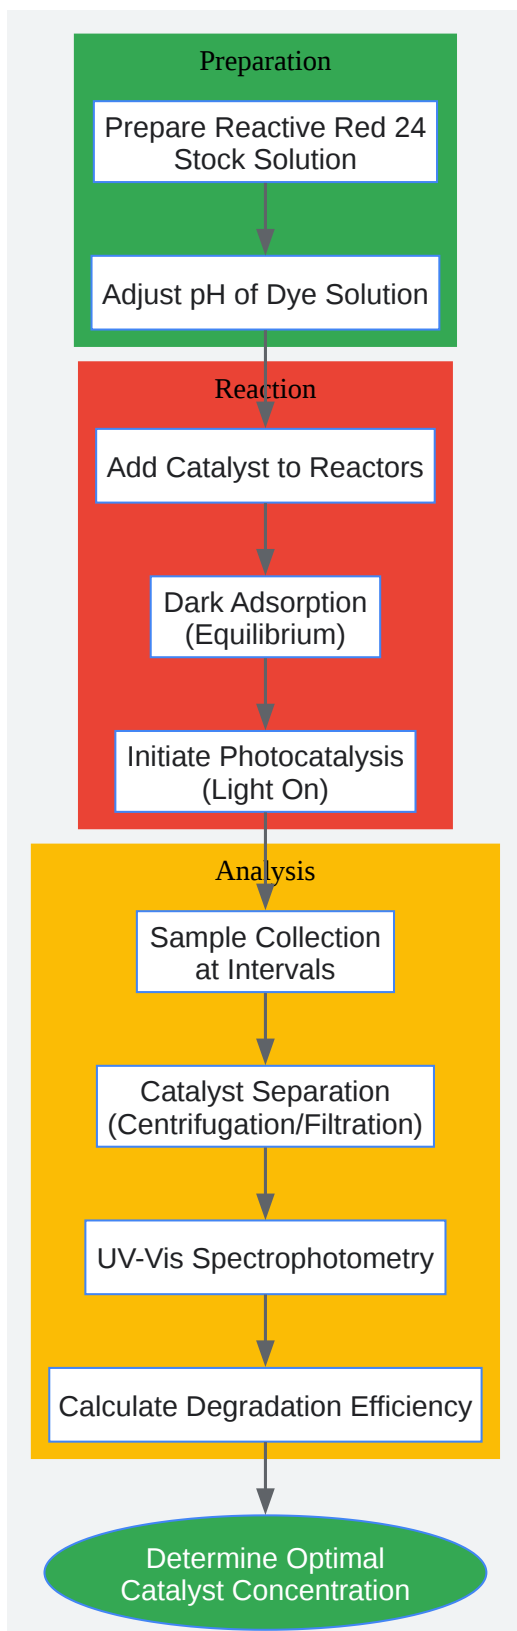 Preparation
Prepare Reactive Red 24
Stock Solution
Adjust pH of Dye Solution
Reaction
Add Catalyst to Reactors
Dark Adsorption
(Equilibrium)
Initiate Photocatalysis
(Light On)
Analysis
Sample Collection
at Intervals
Catalyst Separation
(Centrifugation/Filtration)
UV-Vis Spectrophotometry
Calculate Degradation Efficiency
Determine Optimal
Catalyst Concentration